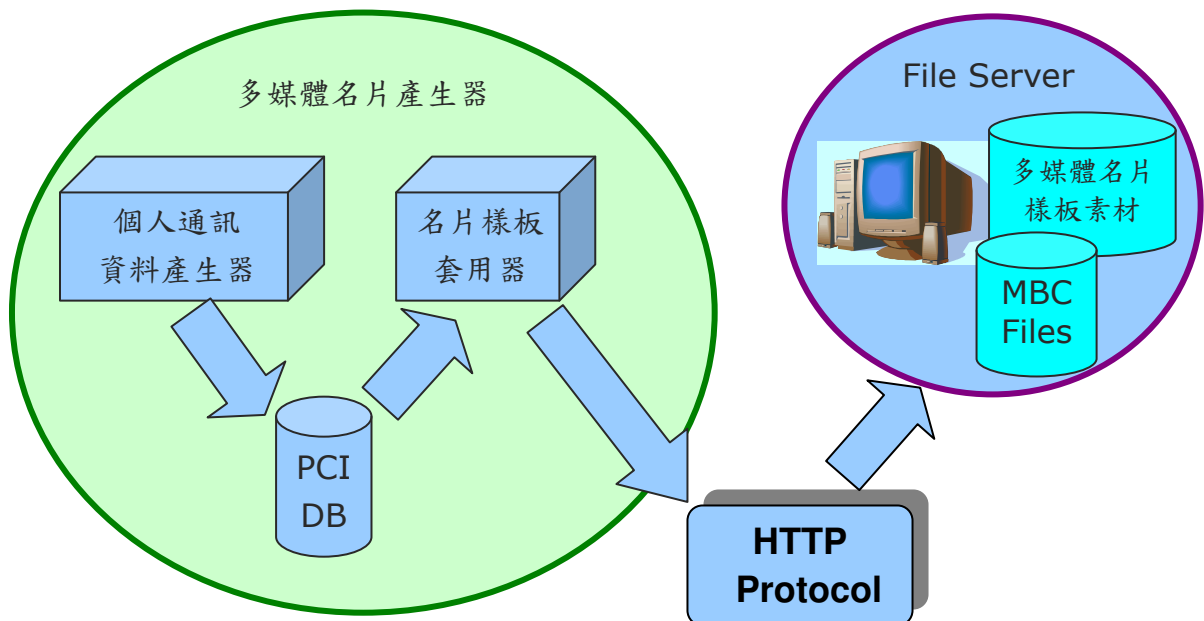 多媒體名片產生器
個人通訊
資料產生器
名片樣板
套用器
PCI
DB
HTTP
Protocol
File Server
多媒體名片
樣板素材
MBC
Files